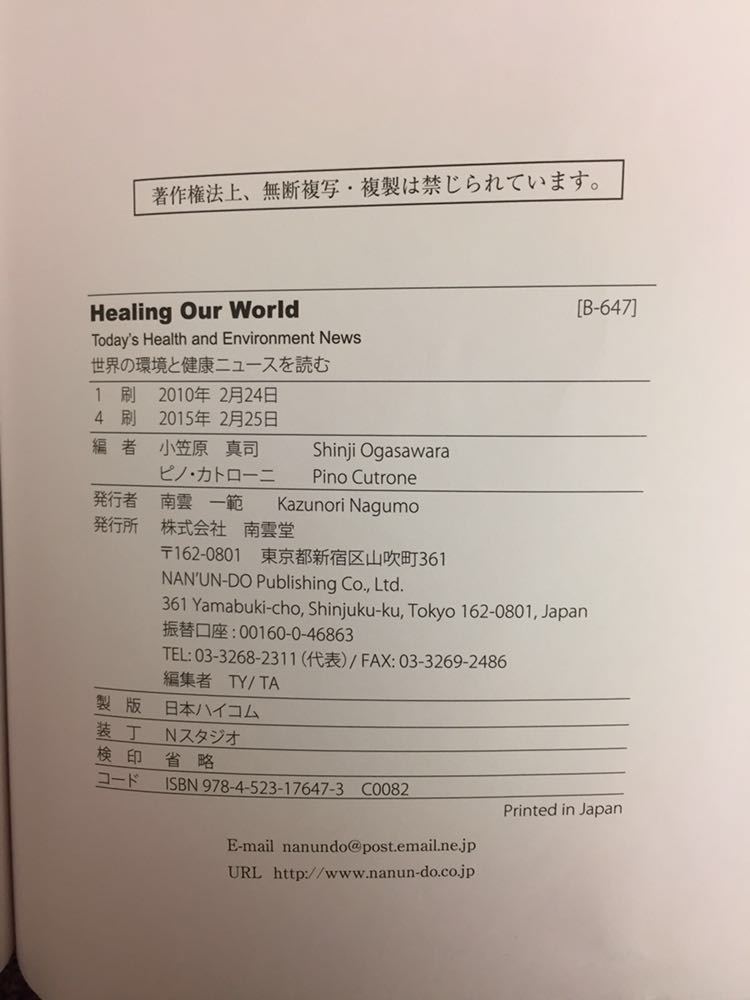 著作権法上、無断複写・複製は禁じられています。
Healing Our World [B-647]
Today's Health and Environment News
世界の環境と健康ニュースを読む
1 刷 2010年 2月24日
4 刷 2015年 2月25日
編 者 小笠原 真司 Shinji Ogasawara
ピノ・カトローニ Pino Cutrone
発行者 南雲 一範 Kazunori Nagumo
発行所 株式会社 南雲堂
〒162-0801 東京都新宿区山吹町361
NAN'UN-DO Publishing Co., Ltd.
361 Yamabuki-cho, Shinjuku-ku, Tokyo 162-0801, Japan
振替口座 : 00160-0-46863
TEL: 03-3268-2311 (代表) / FAX: 03-3269-2486
編集者 TY/ TA
製 版 日本ハイコム
装 丁 Nスタジオ
検 印 省 略
コード ISBN 978-4-523-17647-3 C0082
Printed in Japan
E-mail nanundo@post.email.ne.jp
URL http://www.nanun-do.co.jp